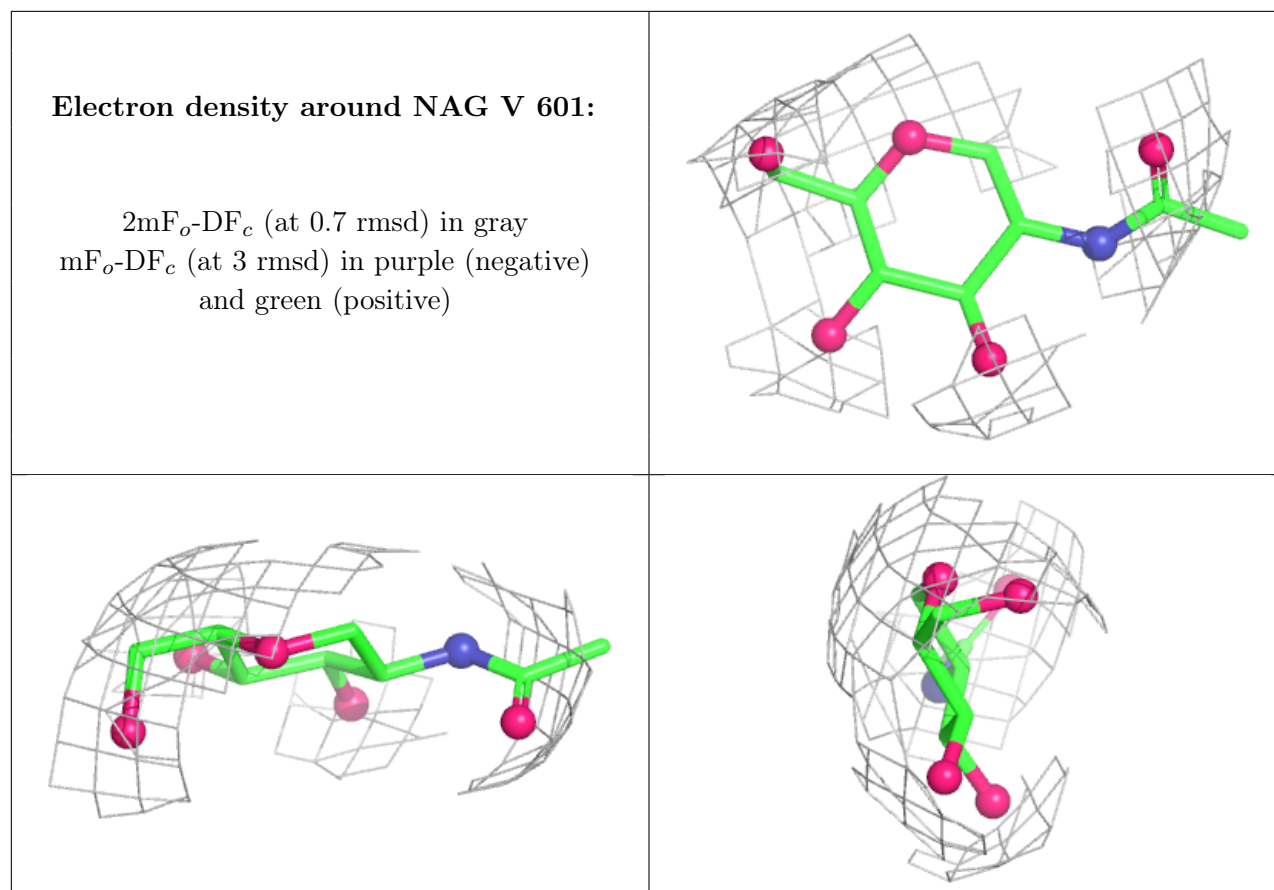 Electron density around NAG V 601:
2mFo-DFc (at 0.7 rmsd) in gray
mFo-DFc (at 3 rmsd) in purple (negative)
and green (positive)